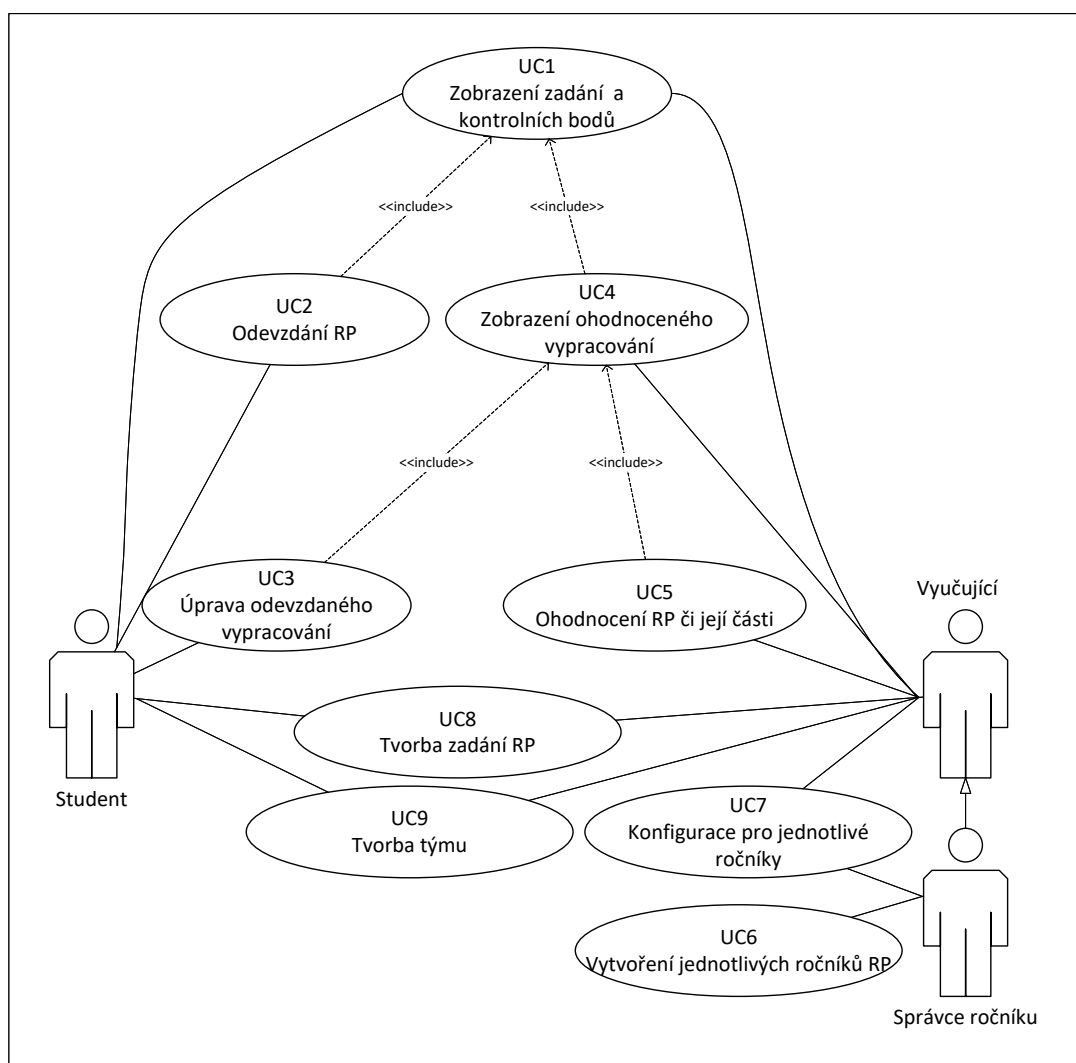 UC1
Zobrazení zadání a
kontrolních bodů
<<include>>
<<include>>
UC2
Odevzdání RP
UC4
Zobrazení ohodnoceného
vypracování
<<include>>
<<include>>
UC3
Úprava odevzdaného
vypracování
UC5
Ohodnocení RP či její části
Vyučující
UC8
Tvorba zadání RP
Student
UC9
Tvorba týmu
UC7
Konfigurace pro jednotlivé
ročníky
UC6
Vytvoření jednotlivých ročníků RP
Správce ročníku